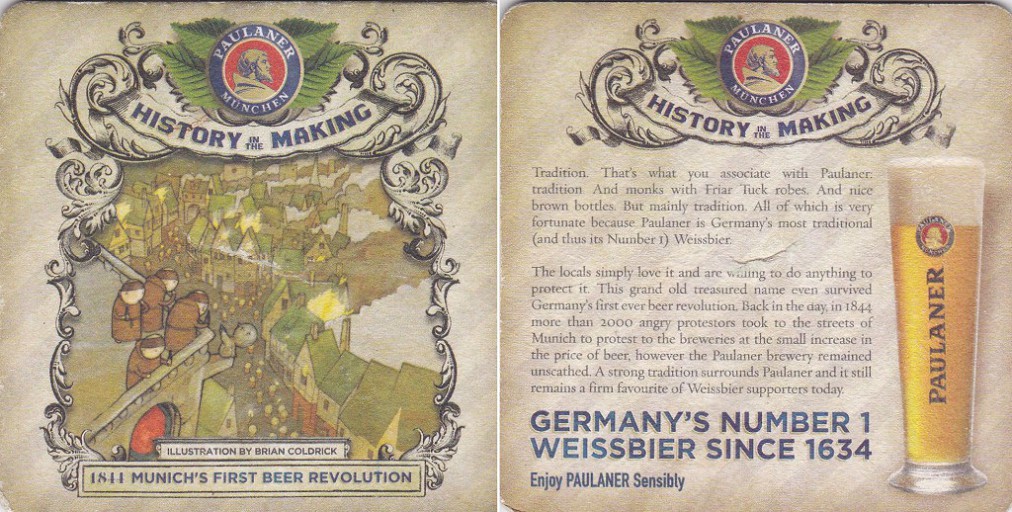 PAULANER
MÜNCHEN
HISTORY IN THE MAKING
ILLUSTRATION BY BRIAN COLDRICK
1844 MUNICH'S FIRST BEER REVOLUTION
PAULANER
MÜNCHEN
HISTORY IN THE MAKING
Tradition. That's what you associate with Paulaner:
tradition. And monks with Friar Tuck robes. And nice
brown bottles. But mainly tradition. All of which is very
fortunate because Paulaner is Germany's most traditional
(and thus its Number 1) Weissbier.
The locals simply love it and are willing to do anything to
protect it. This grand old treasured name even survived
Germany's first ever beer revolution. Back in the day, in 1844
more than 2000 angry protestors took to the streets of
Munich to protest to the breweries at the small increase in
the price of beer, however the Paulaner brewery remained
unscathed. A strong tradition surrounds Paulaner and it still
remains a firm favourite of Weissbier supporters today.
GERMANY'S NUMBER 1
WEISSBIER SINCE 1634
Enjoy PAULANER Sensibly
PAULANER
PAULANER